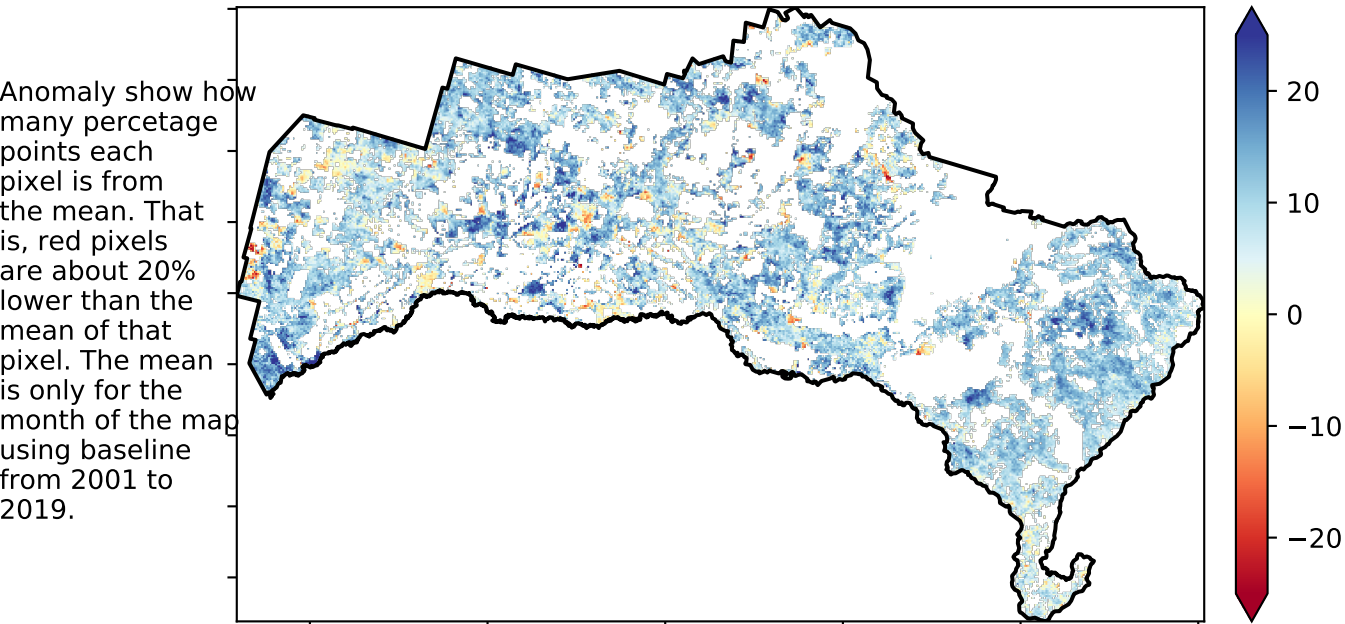 Anomaly show how
many percetage
points each
pixel is from
the mean. That
is, red pixels
are about 20%
lower than the
mean of that
pixel. The mean
is only for the
month of the map
using baseline
from 2001 to
2019.
20
10
0
−10
−20